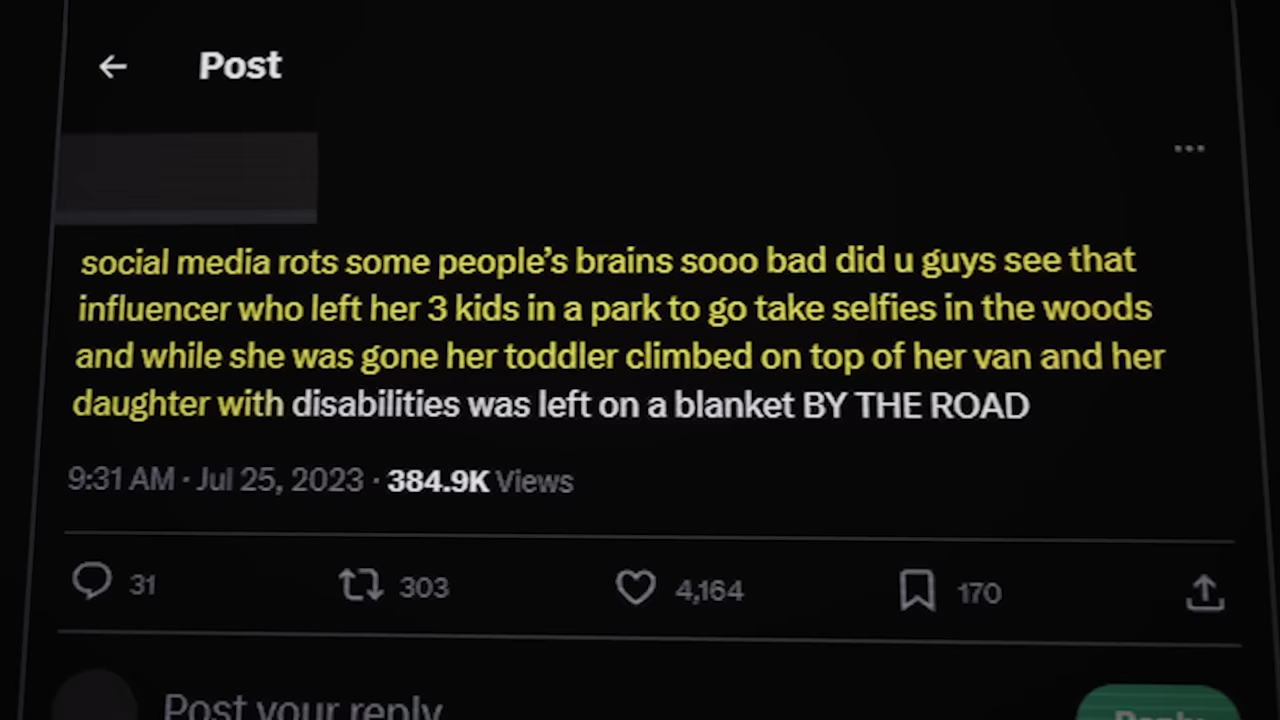 ← Post
...
social media rots some people's brains sooo bad did u guys see that
influencer who left her 3 kids in a park to go take selfies in the woods
and while she was gone her toddler climbed on top of her van and her
daughter with disabilities was left on a blanket BY THE ROAD
9:31 AM · Jul 25, 2023 · 384.9K Views
31 303 4,164 170
Post your reply
Reply